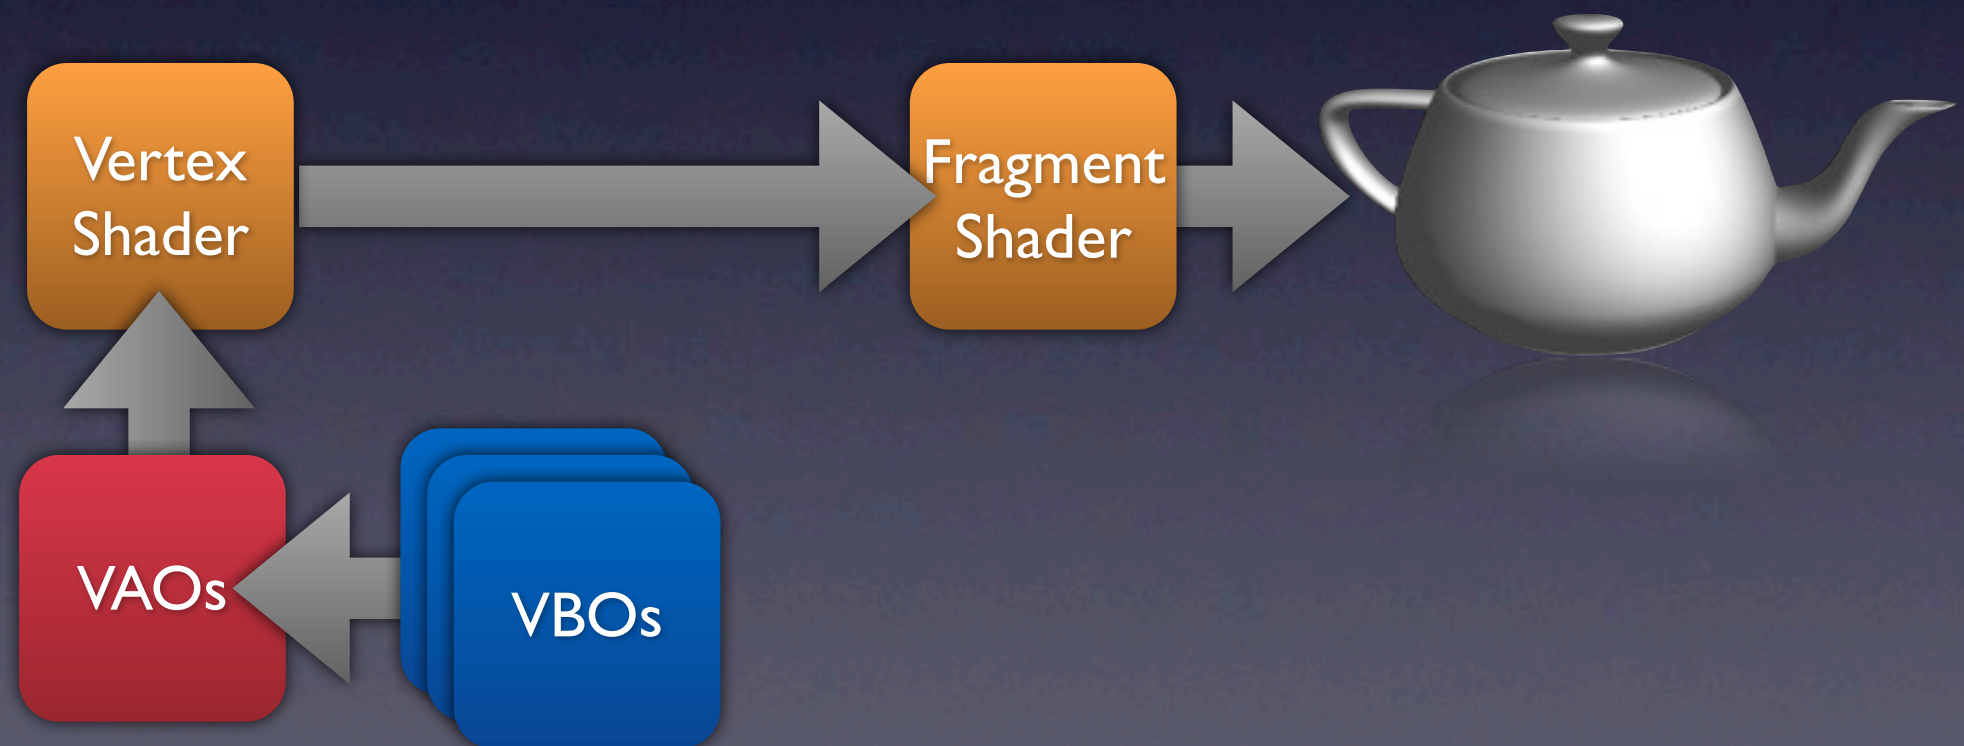 Vertex
Shader
Fragment
Shader
VAOs
VBOs